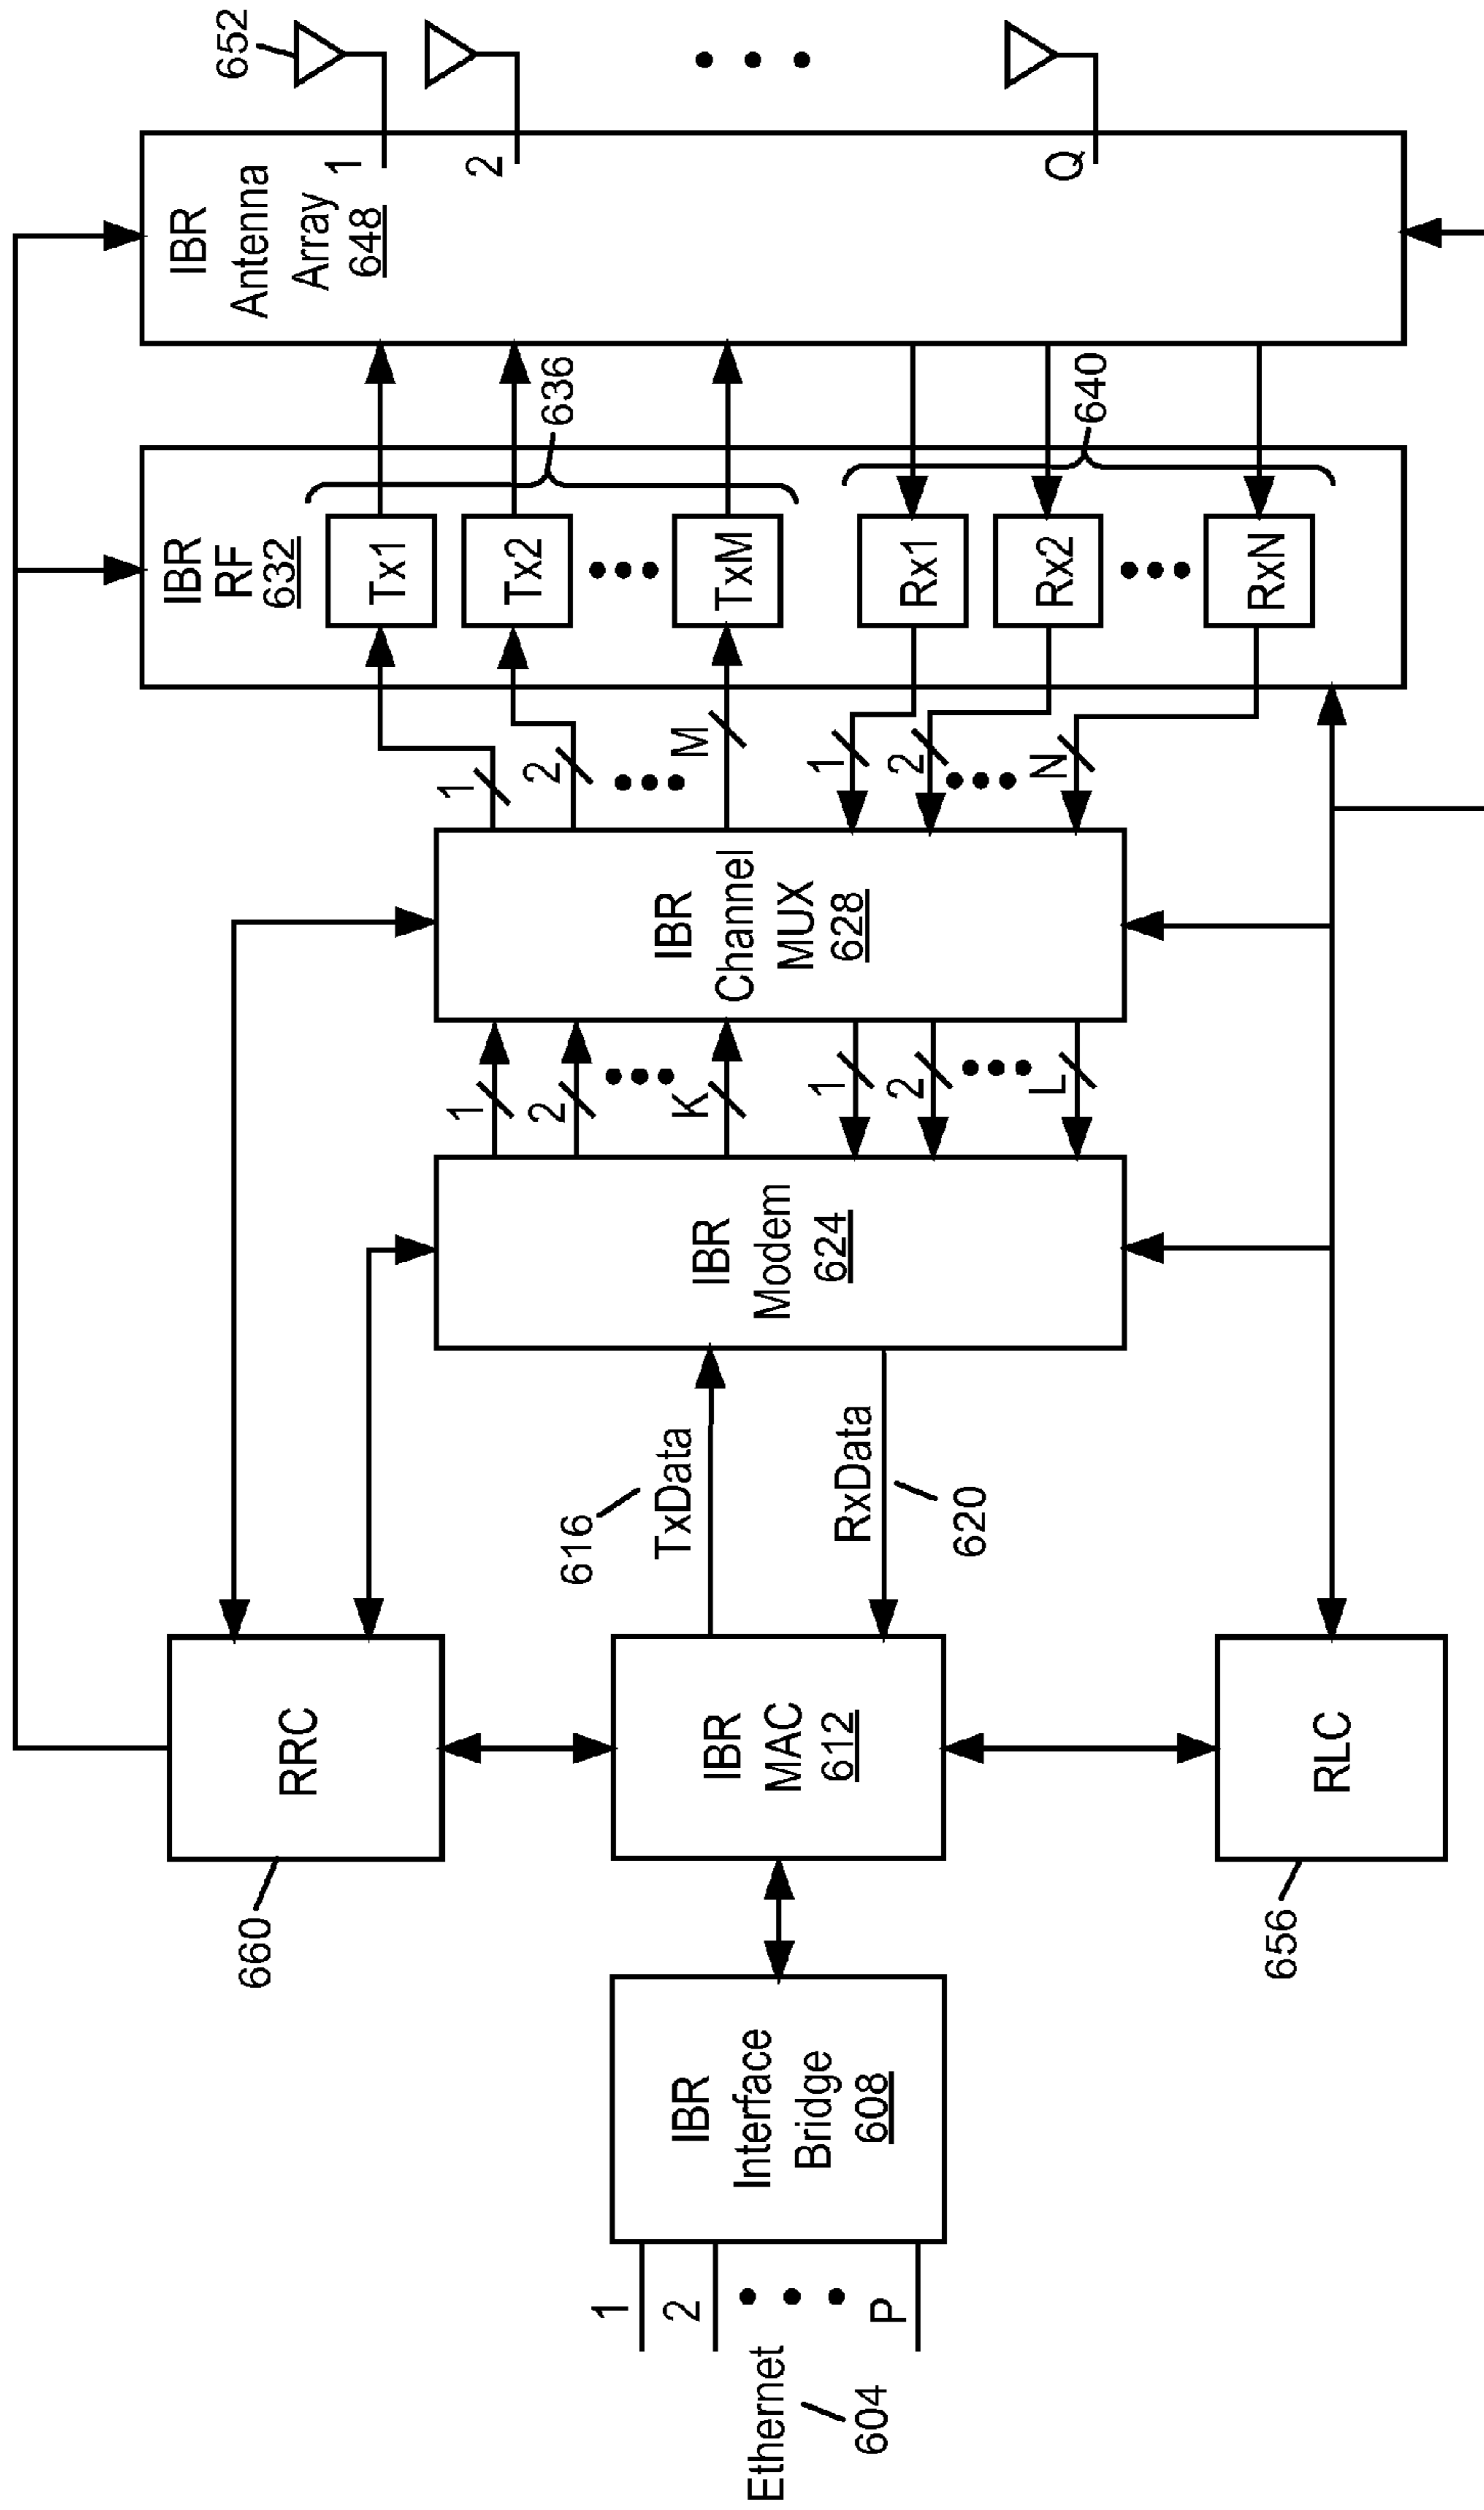 Ethernet
604
1
2
P
IBR
Interface
Bridge
608
660
RRC
IBR
MAC
612
656
RLC
616
TxData
RxData
620
IBR
Modem
624
1
2
K
1
2
L
IBR
Channel
MUX
628
1
2
M
1
2
N
IBR
RF
632
Tx1
Tx2
TxM
Rx1
Rx2
RxN
636
640
IBR
Antenna
Array
648
1
2
Q
652